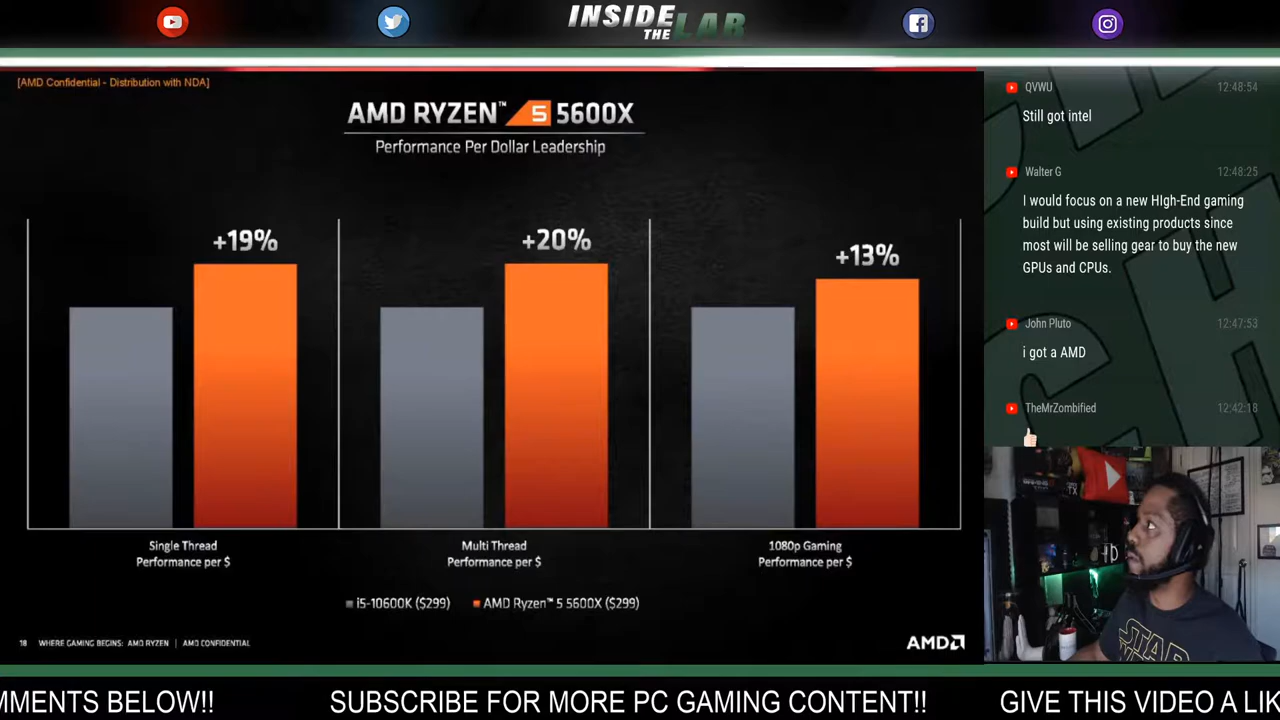 INSIDE
THE LAB
[AMD Confidential - Distribution with NDA]
AMD RYZEN™ 5 5600X
Performance Per Dollar Leadership
+19%
+20%
+13%
Single Thread
Performance per $
Multi Thread
Performance per $
1080p Gaming
Performance per $
i5-10600K ($299)
AMD Ryzen™ 5 5600X ($299)
18 WHERE GAMING BEGINS: AMD RYZEN | AMD CONFIDENTIAL
AMD
QVWU 12:48:54
Still got intel
Walter G 12:48:25
I would focus on a new HIgh-End gaming
build but using existing products since
most will be selling gear to buy the new
GPUs and CPUs.
John Pluto 12:47:53
i got a AMD
TheMrZombified 12:42:18
STAR
MMENTS BELOW!! SUBSCRIBE FOR MORE PC GAMING CONTENT!! GIVE THIS VIDEO A LIK